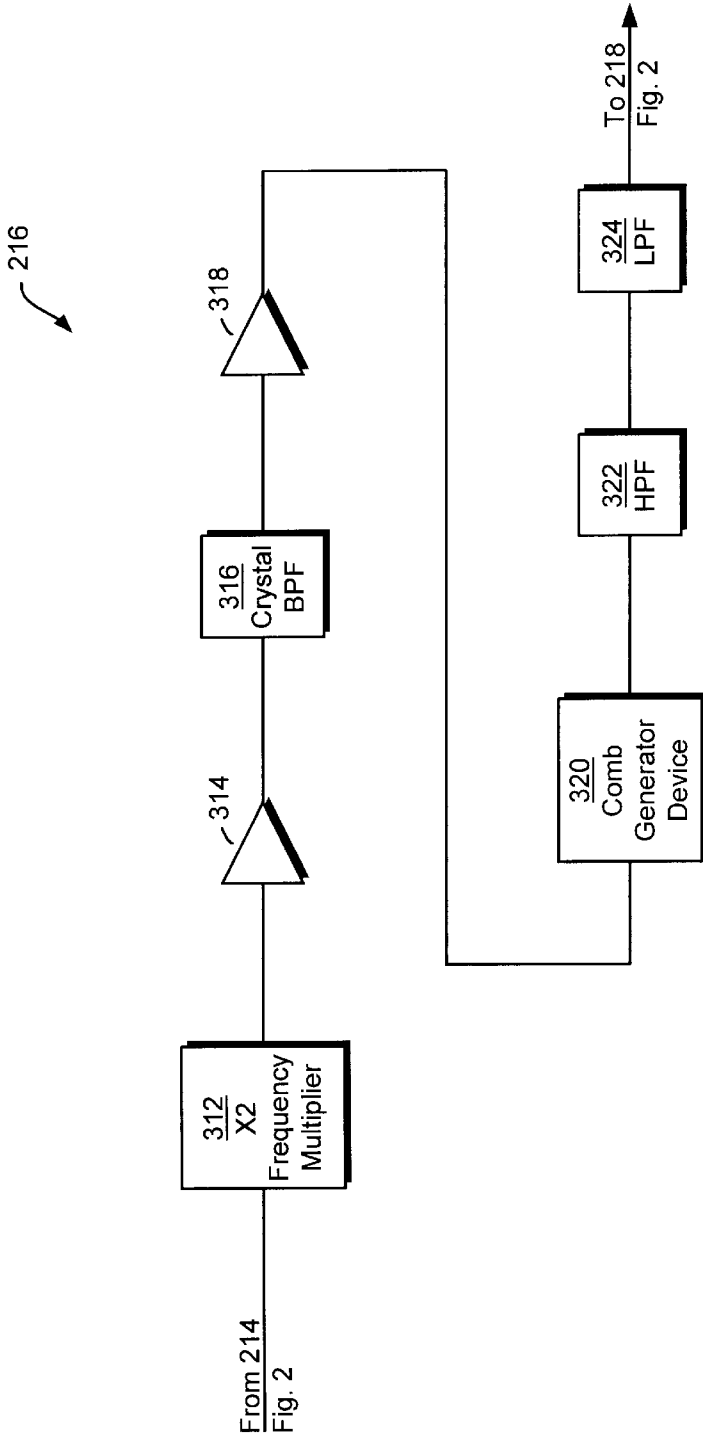 216
From 214
Fig. 2
312
X2
Frequency
Multiplier
314
316
Crystal
BPF
318
320
Comb
Generator
Device
322
HPF
324
LPF
To 218
Fig. 2